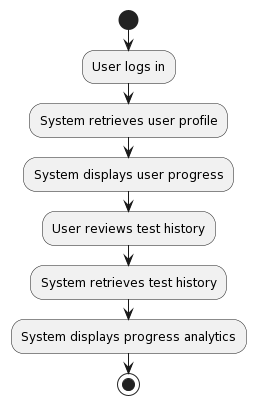 User logs in
System retrieves user profile
System displays user progress
User reviews test history
System retrieves test history
System displays progress analytics